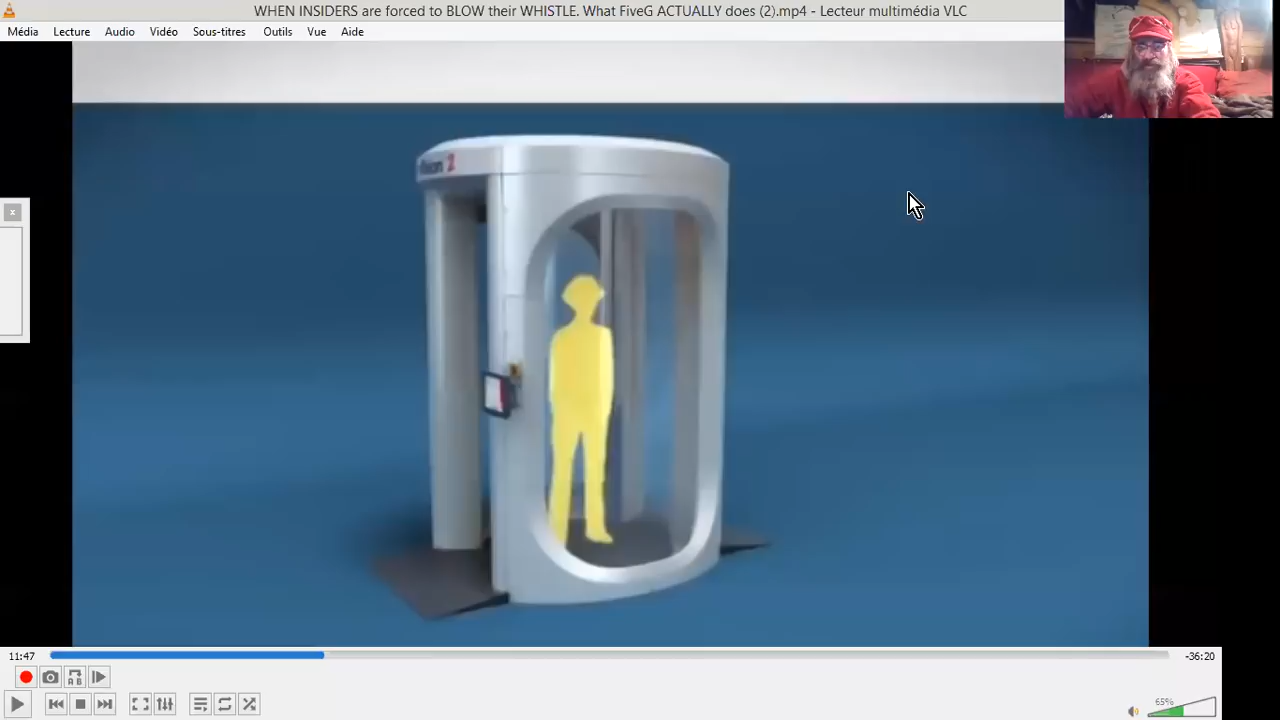 WHEN INSIDERS are forced to BLOW their WHISTLE. What FiveG ACTUALLY does (2).mp4 - Lecteur multimédia VLC
Média Lecture Audio Vidéo Sous-titres Outils Vue Aide
x
2
11:47 -36:20
A B
65%